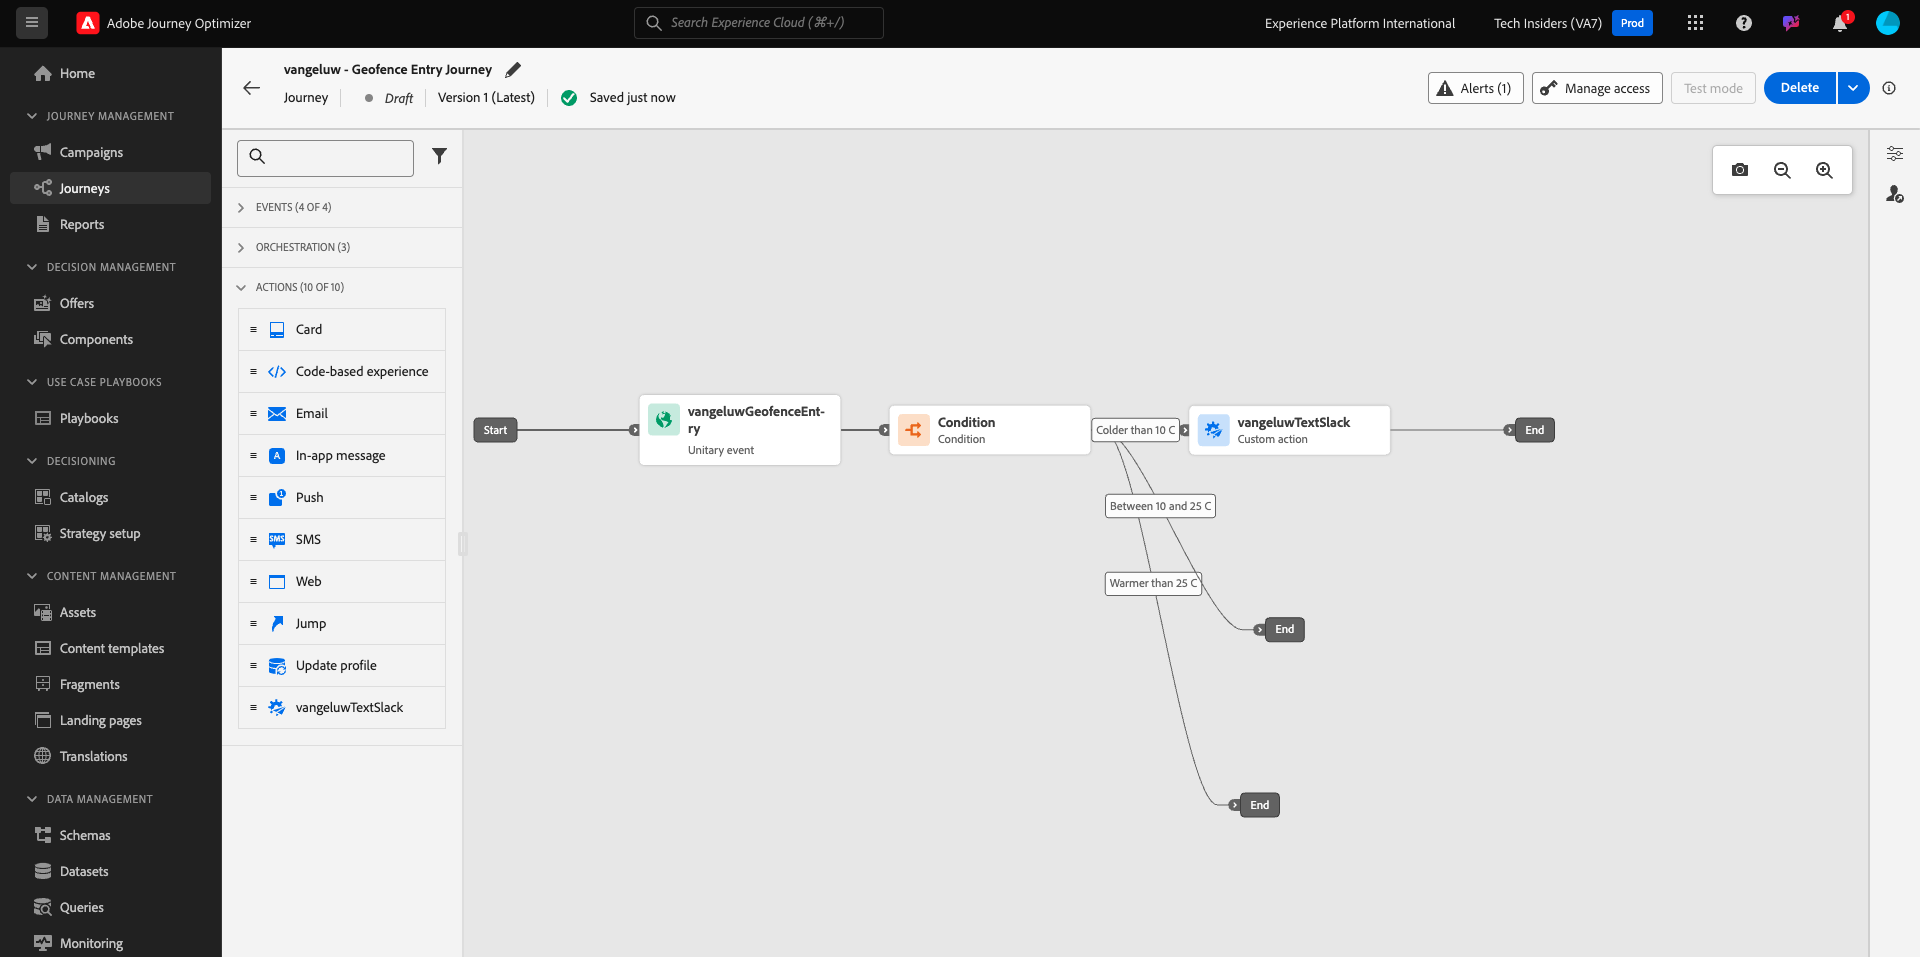 Adobe Journey Optimizer
Search Experience Cloud (⌘+/)
Experience Platform International
Tech Insiders (VA7)
Prod
1
Home
JOURNEY MANAGEMENT
Campaigns
Journeys
Reports
DECISION MANAGEMENT
Offers
Components
USE CASE PLAYBOOKS
Playbooks
DECISIONING
Catalogs
Strategy setup
CONTENT MANAGEMENT
Assets
Content templates
Fragments
Landing pages
Translations
DATA MANAGEMENT
Schemas
Datasets
Queries
Monitoring
vangeluw - Geofence Entry Journey
Journey
Draft
Version 1 (Latest)
Saved just now
Alerts (1)
Manage access
Test mode
Delete
EVENTS (4 OF 4)
ORCHESTRATION (3)
ACTIONS (10 OF 10)
Card
Code-based experience
Email
In-app message
Push
SMS
Web
Jump
Update profile
vangeluwTextSlack
Start
vangeluwGeofenceEnt-
ry
Unitary event
Condition
Condition
Colder than 10 C
vangeluwTextSlack
Custom action
End
Between 10 and 25 C
Warmer than 25 C
End
End